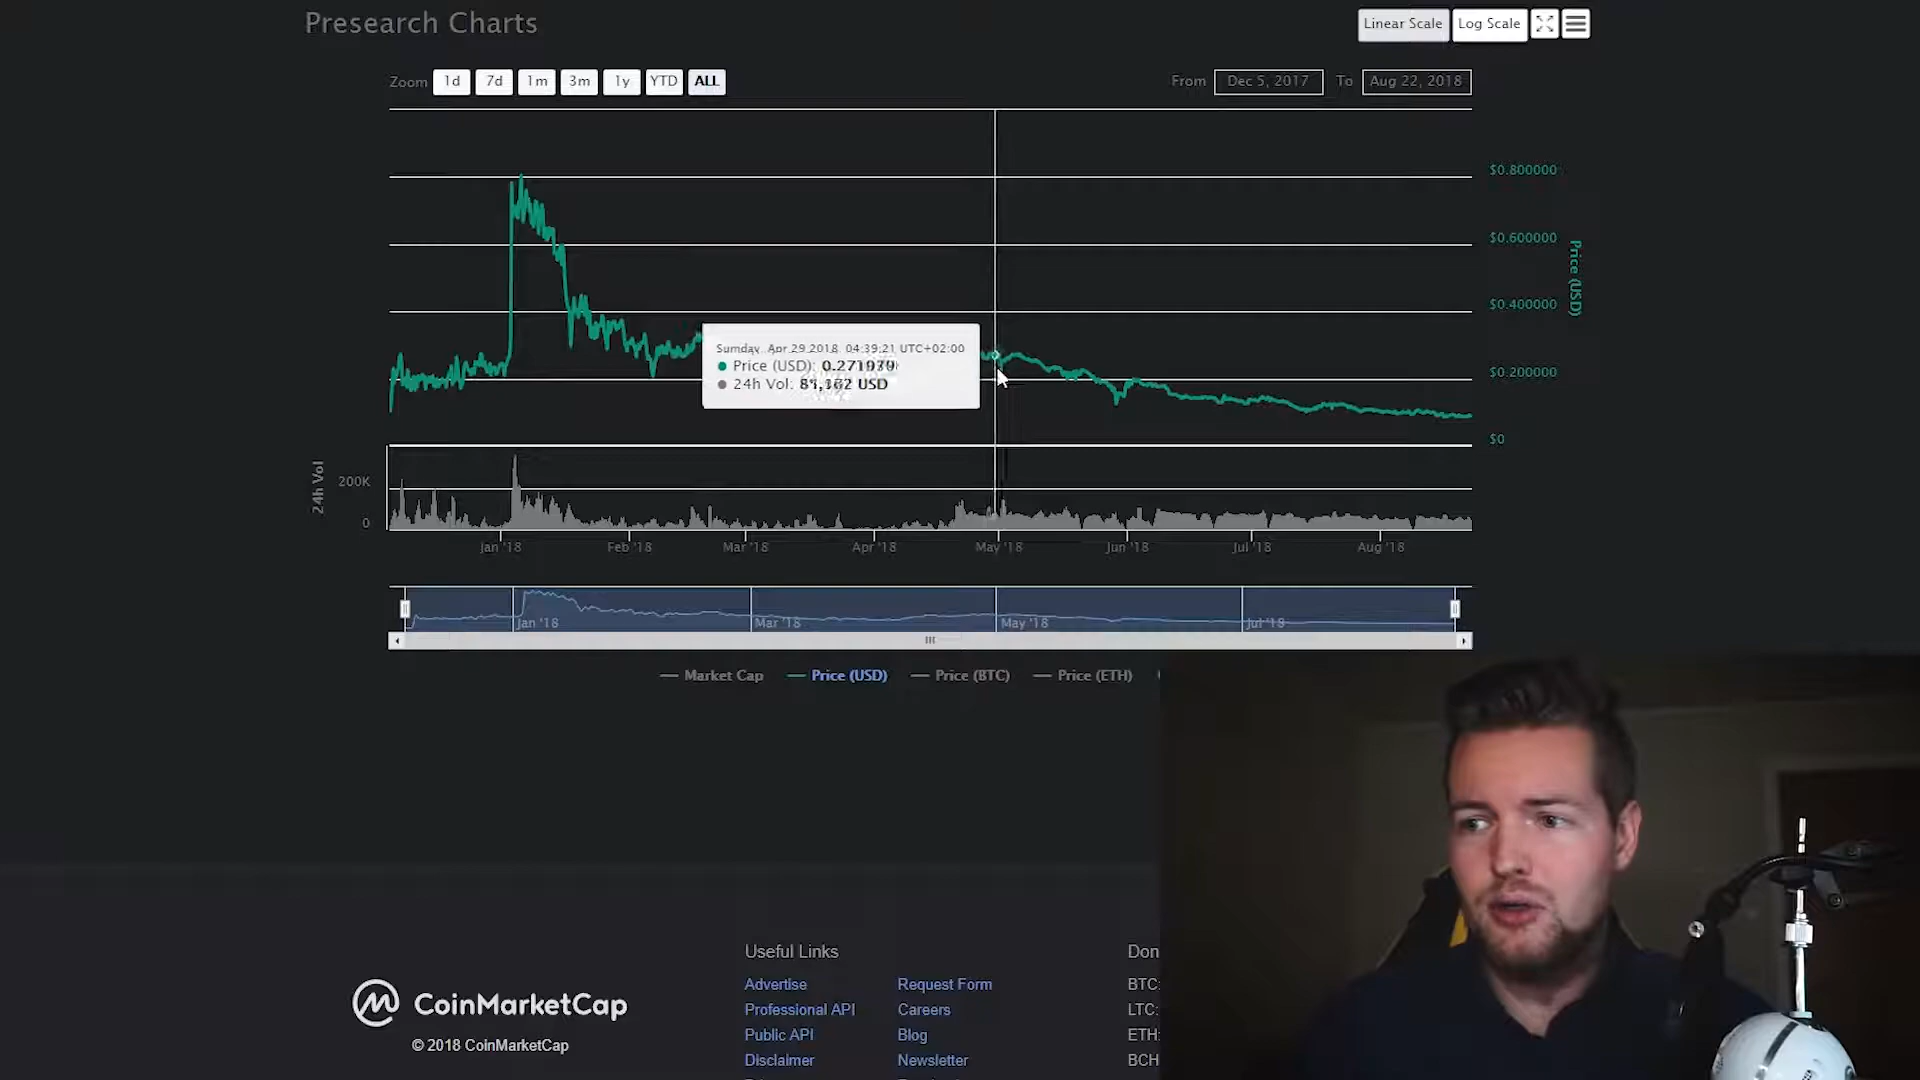 Presearch Charts
Linear Scale Log Scale
Zoom 1d 7d 1m 3m 1y YTD ALL
From Dec 5, 2017 To Aug 22, 2018
$0.800000
$0.600000
$0.400000
$0.200000
$0
Price (USD)
Sunday, Apr 29 2018, 04:39:21 UTC+02:00
Price (USD):
24h Vol: USD
24h Vol
200K
0
Jan '18 Feb '18 Mar '18 Apr '18 May '18 Jun '18 Jul '18 Aug '18
Jan '18 Mar '18 May '18 Jul '18
Market Cap Price (USD) Price (BTC) Price (ETH)
CoinMarketCap
© 2018 CoinMarketCap
Useful Links
Advertise Request Form
Professional API Careers
Public API Blog
Disclaimer Newsletter
Don
BTC:
LTC:
ETH:
BCH